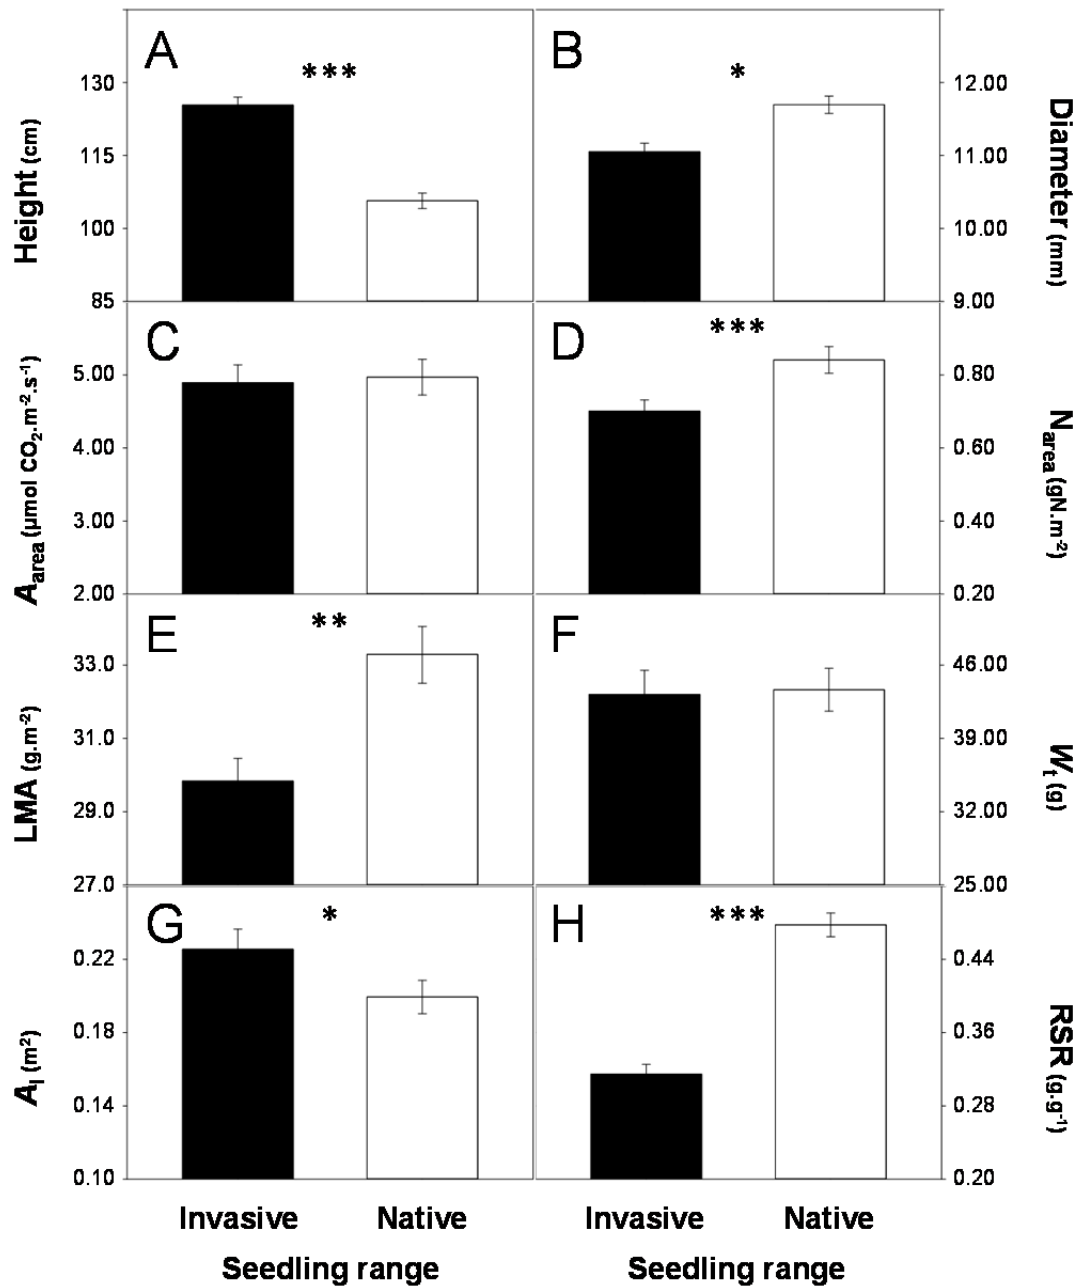 A
***
130
115
100
85
Height (cm)
B
*
12.00
11.00
10.00
9.00
Diameter (mm)
C
5.00
4.00
3.00
2.00
Aarea (µmol CO₂.m⁻².s⁻¹)
D
***
0.80
0.60
0.40
0.20
Narea (gN.m⁻²)
E
**
33.0
31.0
29.0
27.0
LMA (g.m⁻²)
F
46.00
39.00
32.00
25.00
Wt (g)
G
*
0.22
0.18
0.14
0.10
Al (m²)
H
***
0.44
0.36
0.28
0.20
RSR (g.g⁻¹)
Invasive Native Invasive Native
Seedling range Seedling range